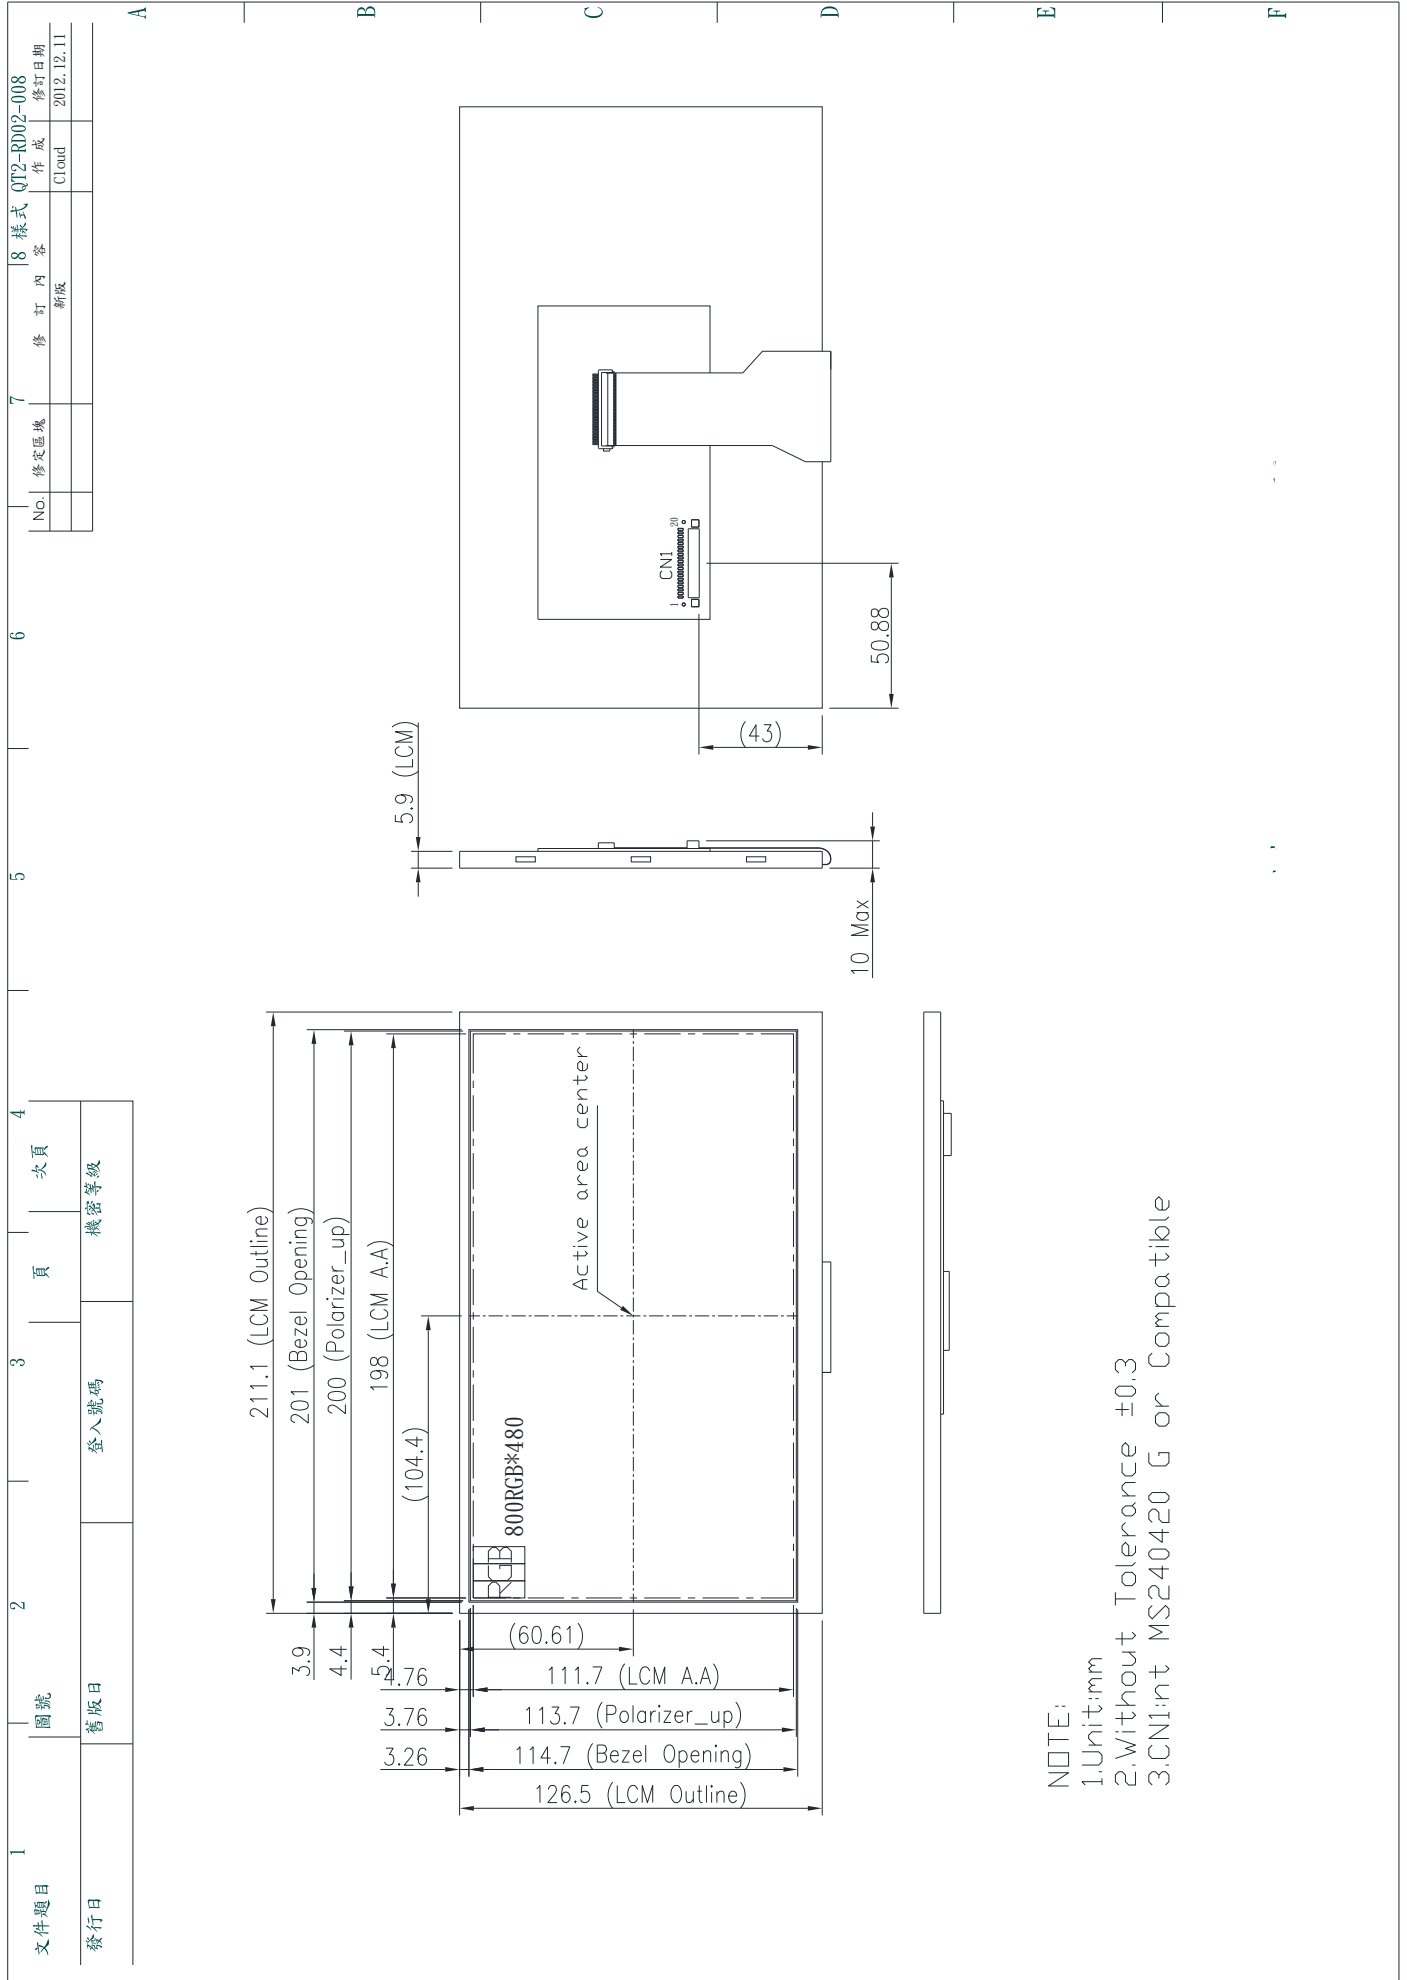 文件題目
圖號
頁
次頁
發行日
舊版日
登入號碼
機密等級
1
2
3
4
5
6
7
8 樣式 QT2-RD02-008
No.
修定區塊
修 訂 內 容
作 成
修訂日期
新版
Cloud
2012.12.11
A
B
C
D
E
F
211.1 (LCM Outline)
201 (Bezel Opening)
200 (Polarizer_up)
198 (LCM A.A)
(104.4)
3.9
4.4
5.4
(60.61)
4.76
111.7 (LCM A.A)
3.76
113.7 (Polarizer_up)
3.26
114.7 (Bezel Opening)
126.5 (LCM Outline)
RGB
800RGB*480
Active area center
5.9 (LCM)
10 Max
CN1
1
20
(43)
50.88
NOTE:
1.Unit:mm
2.Without Tolerance ±0.3
3.CN1:nt MS240420 G or Compatible